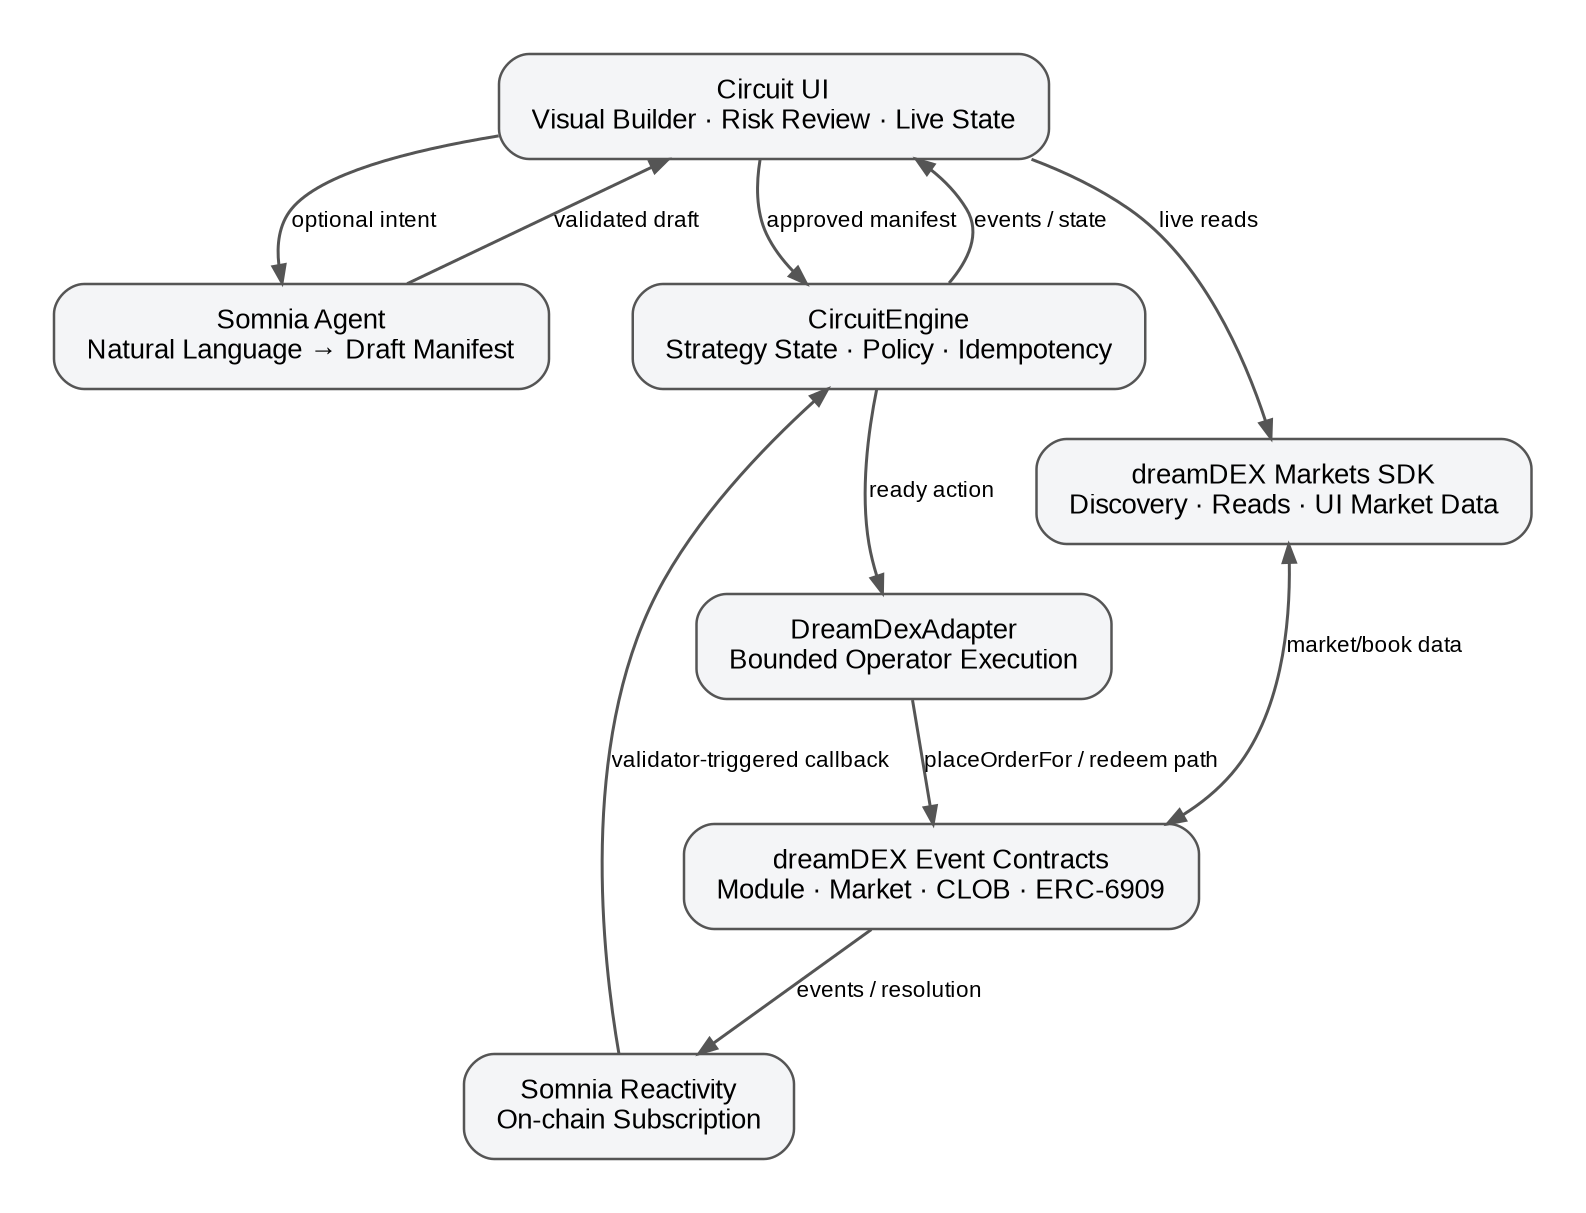 Circuit UI
Visual Builder · Risk Review · Live State
optional intent
validated draft
approved manifest
events / state
live reads
Somnia Agent
Natural Language → Draft Manifest
CircuitEngine
Strategy State · Policy · Idempotency
dreamDEX Markets SDK
Discovery · Reads · UI Market Data
ready action
DreamDexAdapter
Bounded Operator Execution
market/book data
validator-triggered callback
placeOrderFor / redeem path
dreamDEX Event Contracts
Module · Market · CLOB · ERC-6909
events / resolution
Somnia Reactivity
On-chain Subscription